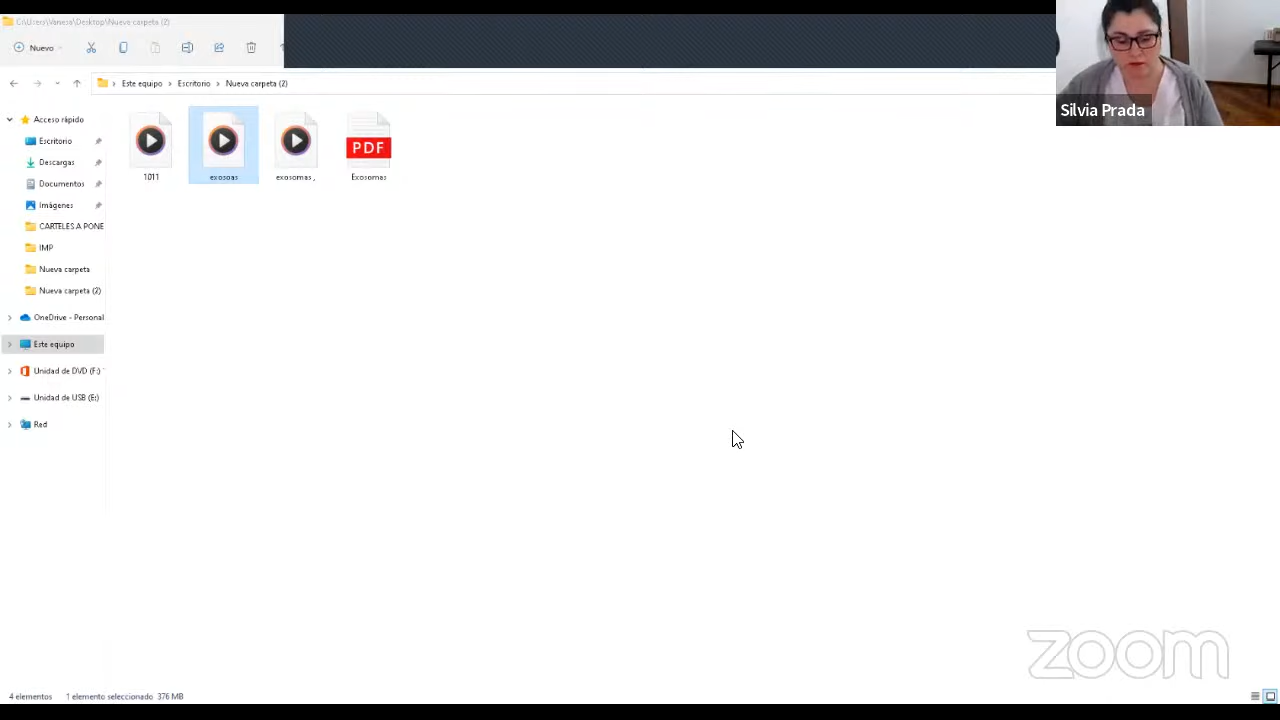 C:\Users\Vanesa\Desktop\Nueva carpeta (2)
Nuevo
Este equipo > Escritorio > Nueva carpeta (2)
Silvia Prada
Acceso rápido
Escritorio
Descargas
Documentos
Imágenes
CARTELES A PONE
IMP
Nueva carpeta
Nueva carpeta (2)
OneDrive - Personal
Este equipo
Unidad de DVD (F:)
Unidad de USB (E:)
Red
1011
exosoas
exosomas ,
PDF
Exosomas
zoom
4 elementos 1 elemento seleccionado 376 MB